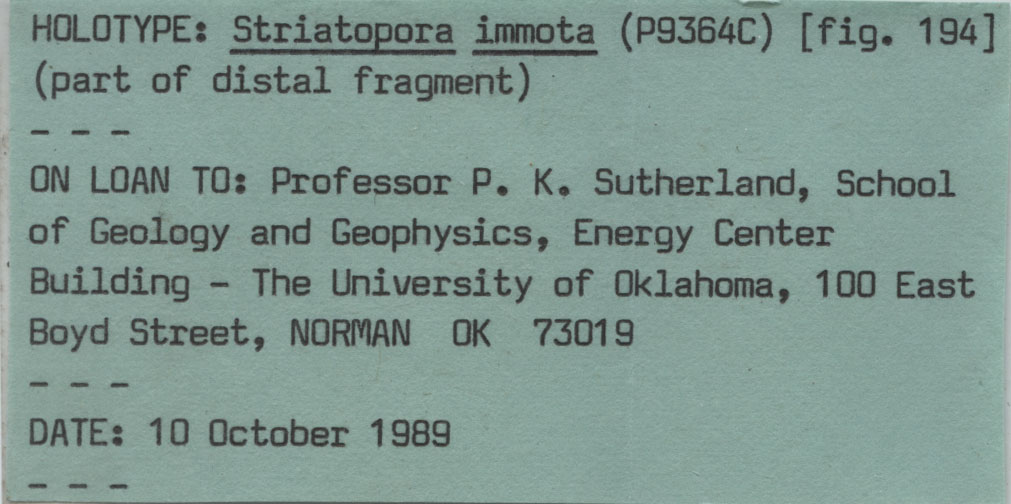 HOLOTYPE: Striatopora immota (P9364C) [fig. 194]
(part of distal fragment)
- - -
ON LOAN TO: Professor P. K. Sutherland, School
of Geology and Geophysics, Energy Center
Building - The University of Oklahoma, 100 East
Boyd Street, NORMAN  OK  73019
- - -
DATE: 10 October 1989
- - -